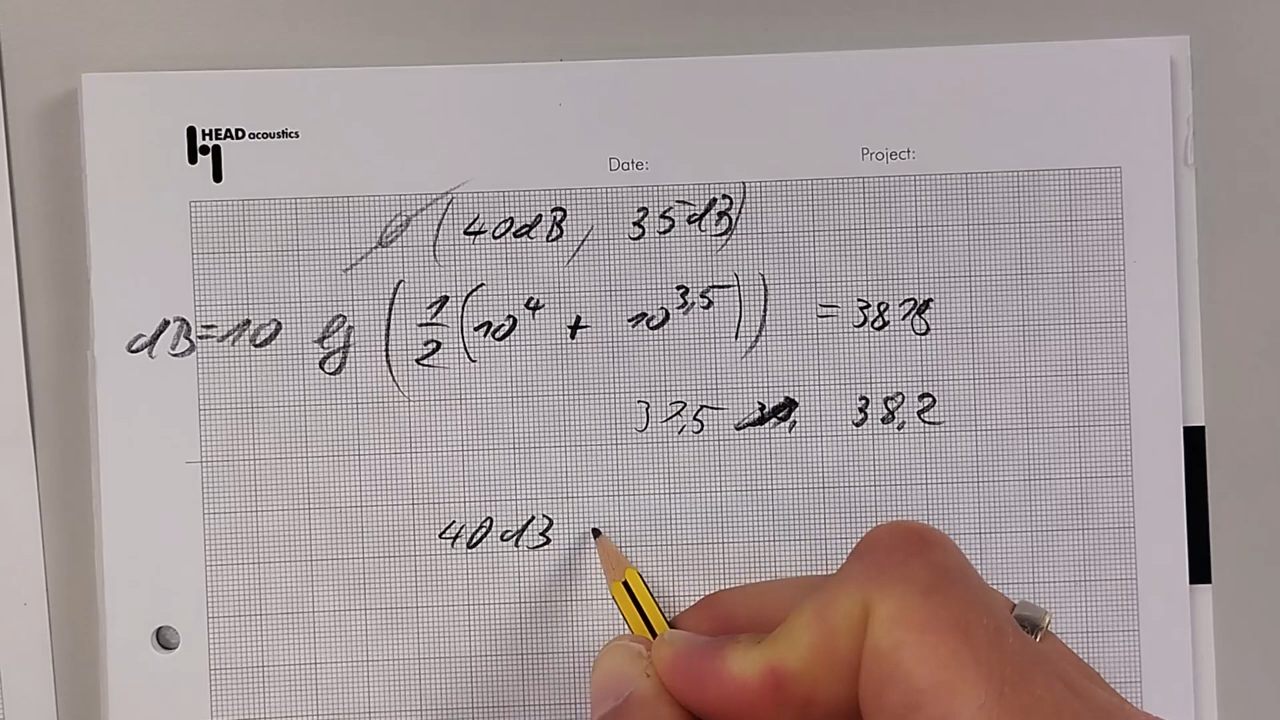 HEAD acoustics
Date:
Project:
Ø (40dB, 35dB)
dB=10 lg (1/2 (10^4 + 10^3,5)) = 38 18
37,5 38,2
40dB